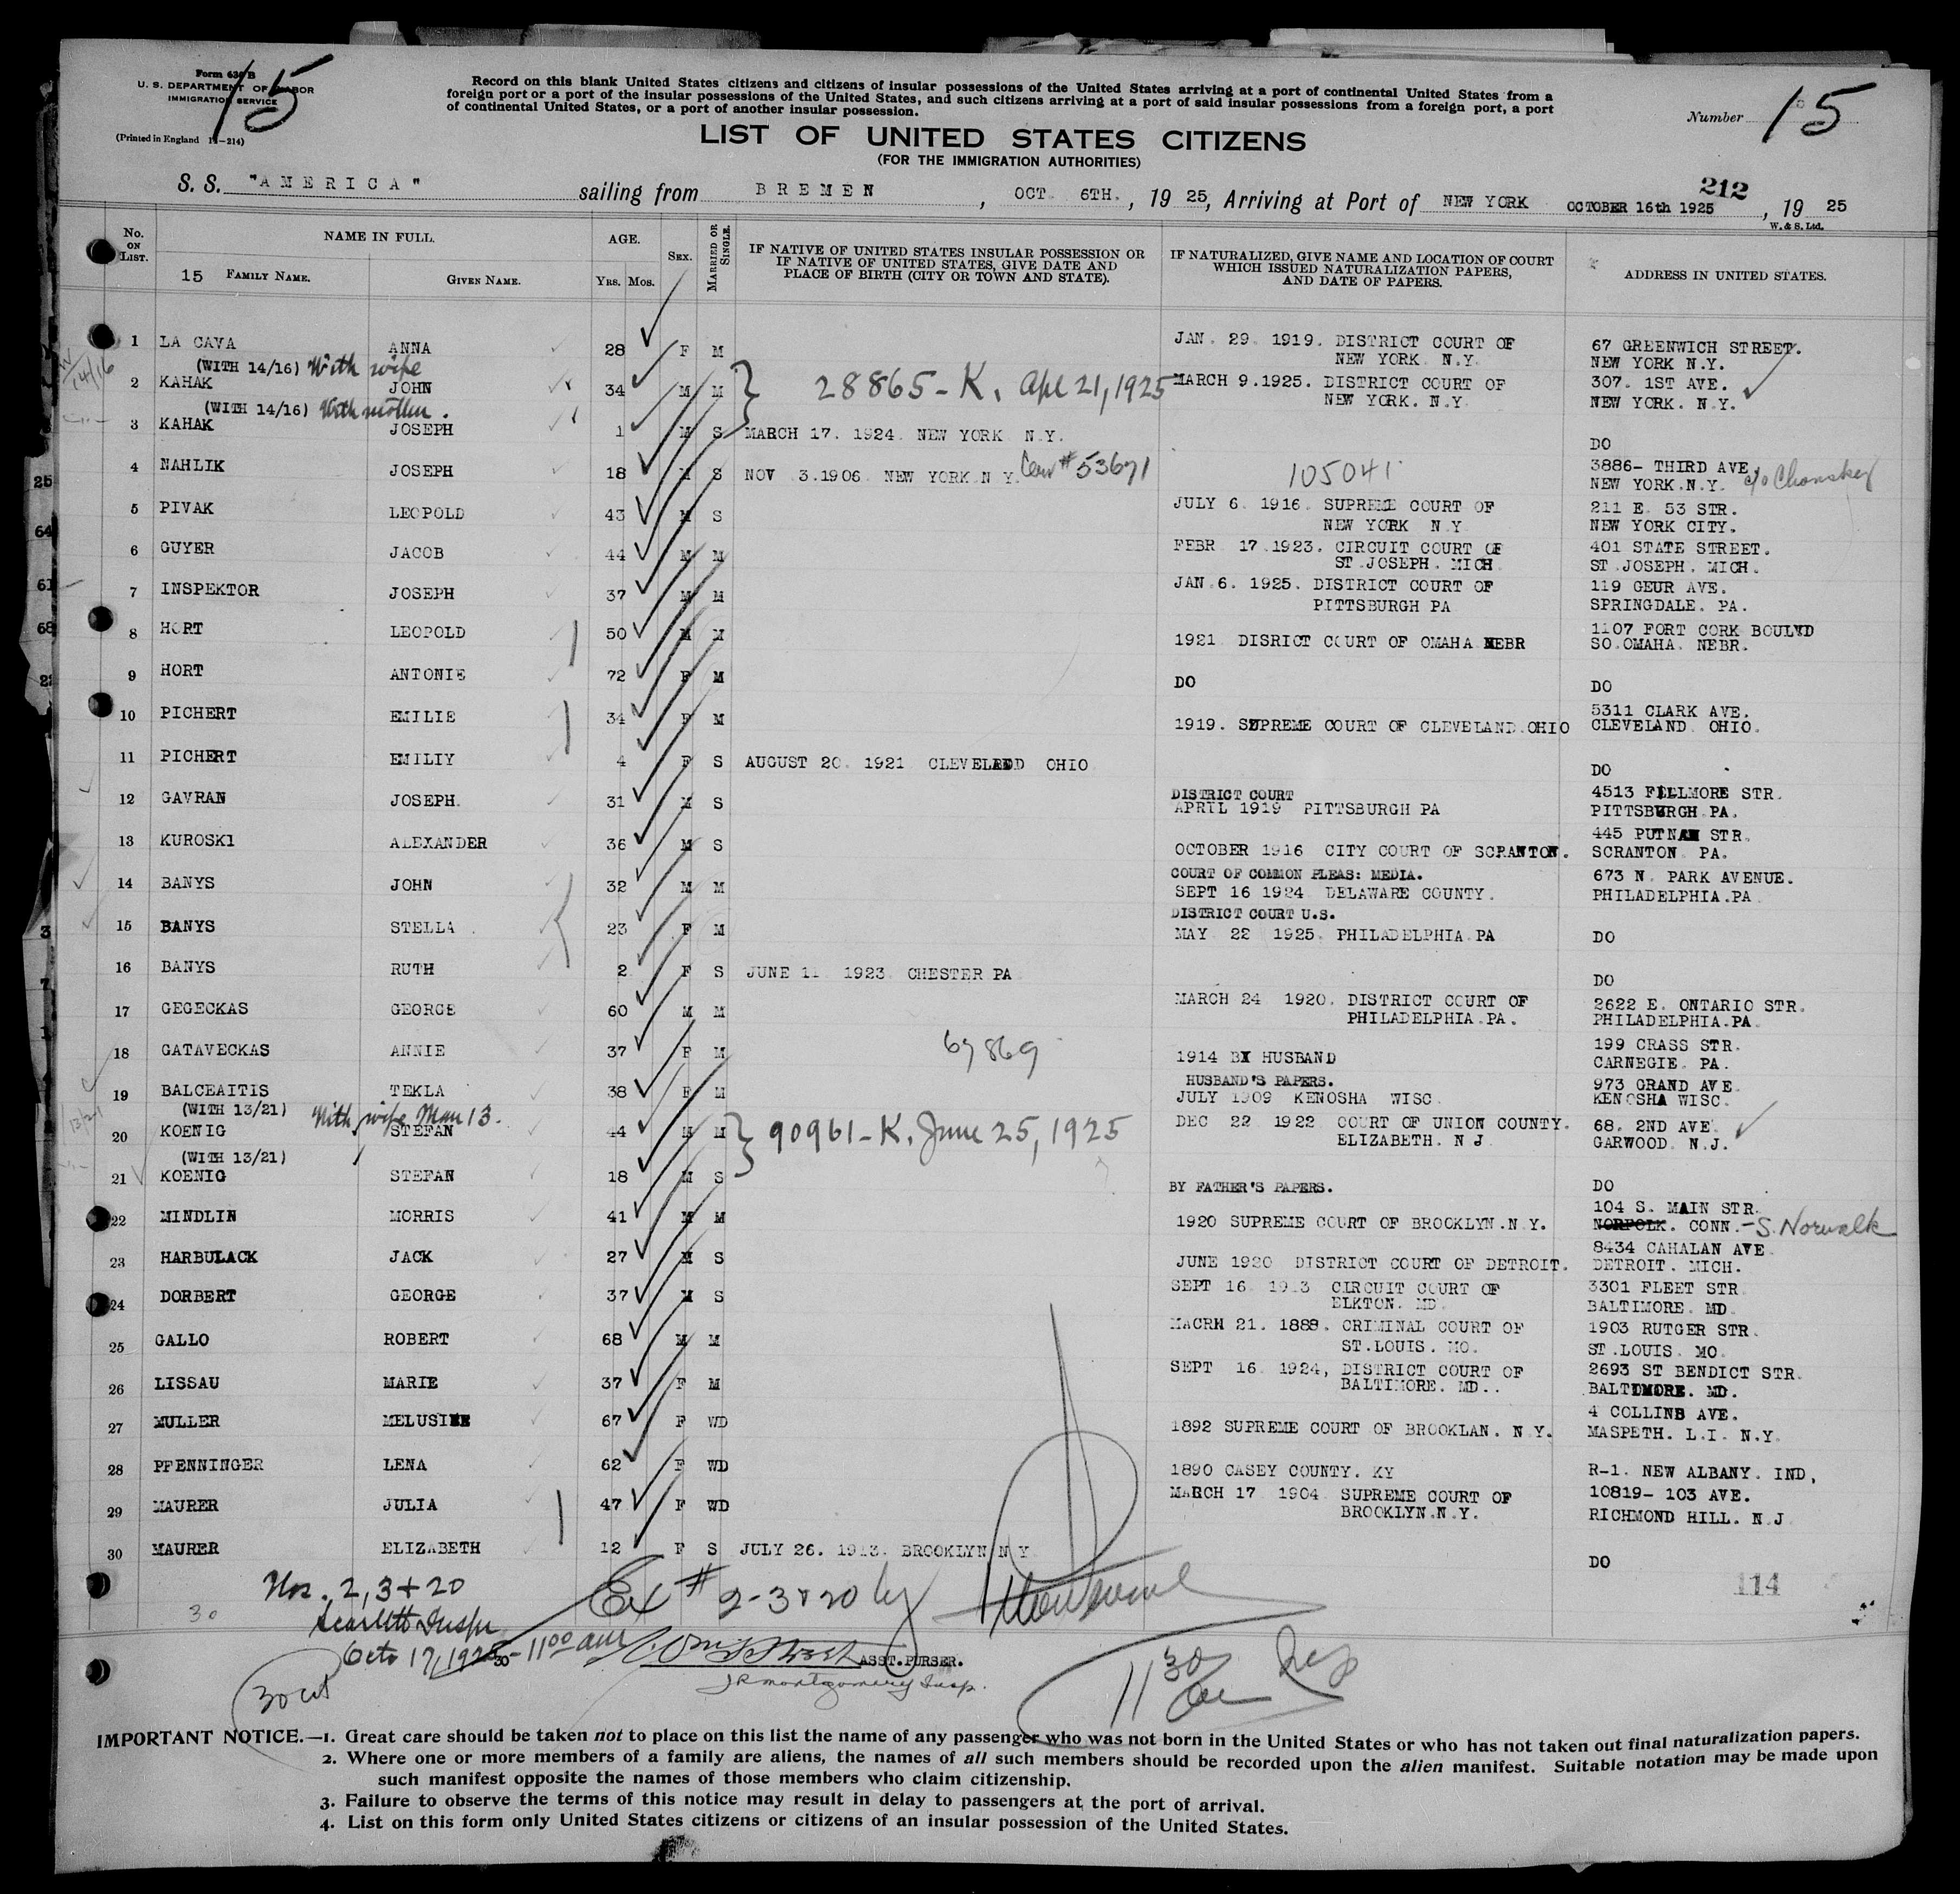 Form 630 B
U. S. DEPARTMENT OF LABOR
IMMIGRATION SERVICE
(Printed in England 14—214)
15
Record on this blank United States citizens and citizens of insular possessions of the United States arriving at a port of continental United States from a
foreign port or a port of the insular possessions of the United States, and such citizens arriving at a port of said insular possessions from a foreign port, a port
of continental United States, or a port of another insular possession.
Number 15
LIST OF UNITED STATES CITIZENS
(FOR THE IMMIGRATION AUTHORITIES)
212
S. S. "AMERICA" sailing from BREMEN, OCT. 6TH., 19 25, Arriving at Port of NEW YORK OCTOBER 16th 1925, 19 25
W. & S. Ltd.
No. ON LIST. NAME IN FULL. AGE. SEX. MARRIED OR SINGLE. IF NATIVE OF UNITED STATES INSULAR POSSESSION OR IF NATIVE OF UNITED STATES, GIVE DATE AND PLACE OF BIRTH (CITY OR TOWN AND STATE). IF NATURALIZED, GIVE NAME AND LOCATION OF COURT WHICH ISSUED NATURALIZATION PAPERS, AND DATE OF PAPERS. ADDRESS IN UNITED STATES.
15 FAMILY NAME. GIVEN NAME. YRS. MOS.
1 LA CAVA ANNA 28 F M JAN. 29. 1919. DISTRICT COURT OF NEW YORK N.Y. 67 GREENWICH STREET. NEW YORK N.Y.
14/16 (WITH 14/16) With wife
2 KAHAK JOHN 34 M M 28865-K. Apr 21, 1925 MARCH 9.1925. DISTRICT COURT OF NEW YORK. N.Y. 307. 1ST AVE. NEW YORK. N.Y.
(WITH 14/16) With mother.
3 KAHAK JOSEPH 1 M S MARCH 17. 1924. NEW YORK N.Y. DO
4 NAHLIK JOSEPH 18 M S NOV 3.1906. NEW YORK N Y. #53671 105041 3886- THIRD AVE. NEW YORK.N.Y. c/o Chonsky
5 PIVAK LEOPOLD 43 M S JULY 6. 1916. SUPREME COURT OF NEW YORK N.Y 211 E. 53 STR. NEW YORK CITY.
6 GUYER JACOB 44 M M FEBR 17.1923. CIRCUIT COURT OF ST.JOSEPH. MICH 401 STATE STREET. ST.JOSEPH. MICH.
7 INSPEKTOR JOSEPH 37 M M JAN.6. 1925. DISTRICT COURT OF PITTSBURGH PA 119 GEUR AVE. SPRINGDALE. PA.
8 HORT LEOPOLD 50 M M 1921 DISRICT COURT OF OMAHA NEBR 1107 FORT CORK BOULVD SO.OMAHA. NEBR.
9 HORT ANTONIE 72 F M DO DO
10 PICHERT EMILIE 34 F M 1919. SUPREME COURT OF CLEVELAND.OHIO 5311 CLARK AVE. CLEVELAND OHIO.
11 PICHERT EMILIY 4 F S AUGUST 20. 1921 CLEVELADD OHIO DO
12 GAVRAN JOSEPH. 31 M S DISTRICT COURT APRIL 1919 PITTSBURGH PA 4513 FILLMORE STR. PITTSBURGH.PA.
13 KUROSKI ALEXANDER 36 M S OCTOBER 1916 CITY COURT OF SCRANTON. 445 PUTNAM STR. SCRANTON PA.
14 BANYS JOHN 32 M M COURT OF COMMON PLEAS: MEDIA. SEPT 16 1924 DELAWARE COUNTY. 673 N. PARK AVENUE. PHILADELPHIA.PA
15 BANYS STELLA 23 F M DISTRICT COURT U.S. MAY 22 1925. PHILADELPHIA.PA DO
16 BANYS RUTH 2 F S JUNE 11 1923 CHESTER PA DO
17 GEGECKAS GEORGE 60 M M MARCH 24 1920. DISTRICT COURT OF PHILADELPHIA.PA. 2622 E. ONTARIO STR. PHILADELPHIA.PA
18 GATAVECKAS ANNIE 37 F M 67869 1914 BY HUSBAND 199 CRASS STR. CARNEGIE. PA.
19 BALCEAITIS TEKLA 38 F M HUSBAND'S PAPERS. JULY 1909 KENOSHA WISC. 973 GRAND AVE KENOSHA WISC.
13/21 (WITH 13/21) With wife Man 13.
20 KOENIG STEFAN 44 M M 90961-K. June 25, 1925 DEC 22 1922 COURT OF UNION COUNTY. ELIZABETH. N J 68. 2ND AVE GARWOOD. N.J.
(WITH 13/21)
21 KOENIG STEFAN 18 M S BY FATHER'S PAPERS. DO
22 MINDLIN MORRIS 41 M M 1920 SUPREME COURT OF BROOKLYN.N.Y. 104 S. MAIN STR. NORFOLK. CONN.-S. Norwalk
23 HARBULACK JACK 27 M S JUNE 1920 DISTRICT COURT OF DETROIT. 8434 CAHALAN AVE DETROIT. MICH.
24 DORBERT GEORGE 37 M S SEPT 16. 1913 CIRCUIT COURT OF ELKTON. MD. 3301 FLEET STR BALTIMORE. MD.
25 GALLO ROBERT 68 M M MACRH 21. 1888. CRIMINAL COURT OF ST.LOUIS. MO. 1903 RUTGER STR. ST.LOUIS. MO.
26 LISSAU MARIE 37 F M SEPT 16. 1924, DISTRICT COURT OF BALTIMORE. MD.. 2693 ST BENDICT STR. BALTIMORE. MD.
27 MULLER MELUSINE 67 F WD 1892 SUPREME COURT OF BROOKLAN. N.Y. 4 COLLINS AVE. MASPETH. L.I. N.Y.
28 PFENNINGER LENA 62 F WD 1890 CASEY COUNTY. KY R-1. NEW ALBANY. IND,
29 MAURER JULIA 47 F WD MARCH 17 1904 SUPREME COURT OF BROOKLYN.N.Y. 10819- 103 AVE. RICHMOND HILL. N.J
30 MAURER ELIZABETH 12 F S JULY 26. 1913. BROOKLYN N Y. DO
114
Nos. 2, 3 + 20 Ex # 2-3 & 20 by
30 Scarlett Inspr
Oct. 17, 1925 - 11 00 am
30 ASST. PURSER.
J R Montgomery Insp.
11 30
30 cit
IMPORTANT NOTICE.—1. Great care should be taken not to place on this list the name of any passenger who was not born in the United States or who has not taken out final naturalization papers.
2. Where one or more members of a family are aliens, the names of all such members should be recorded upon the alien manifest. Suitable notation may be made upon
such manifest opposite the names of those members who claim citizenship.
3. Failure to observe the terms of this notice may result in delay to passengers at the port of arrival.
4. List on this form only United States citizens or citizens of an insular possession of the United States.